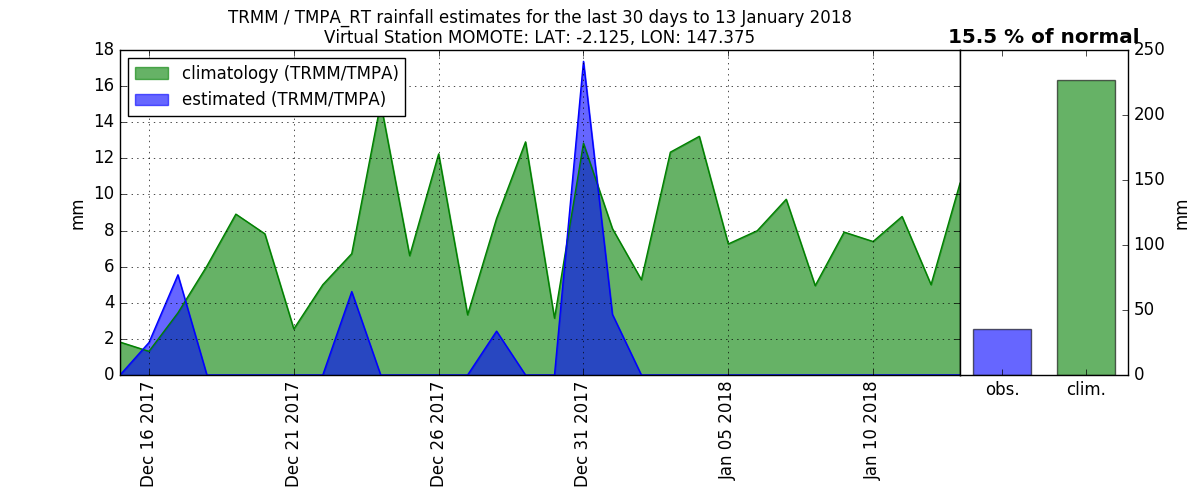 TRMM / TMPA_RT rainfall estimates for the last 30 days to 13 January 2018
Virtual Station MOMOTE: LAT: -2.125, LON: 147.375
15.5 % of normal
climatology (TRMM/TMPA)
estimated (TRMM/TMPA)
18
16
14
12
10
8
6
4
2
0
mm
Dec 16 2017
Dec 21 2017
Dec 26 2017
Dec 31 2017
Jan 05 2018
Jan 10 2018
250
200
150
100
50
0
mm
obs.
clim.